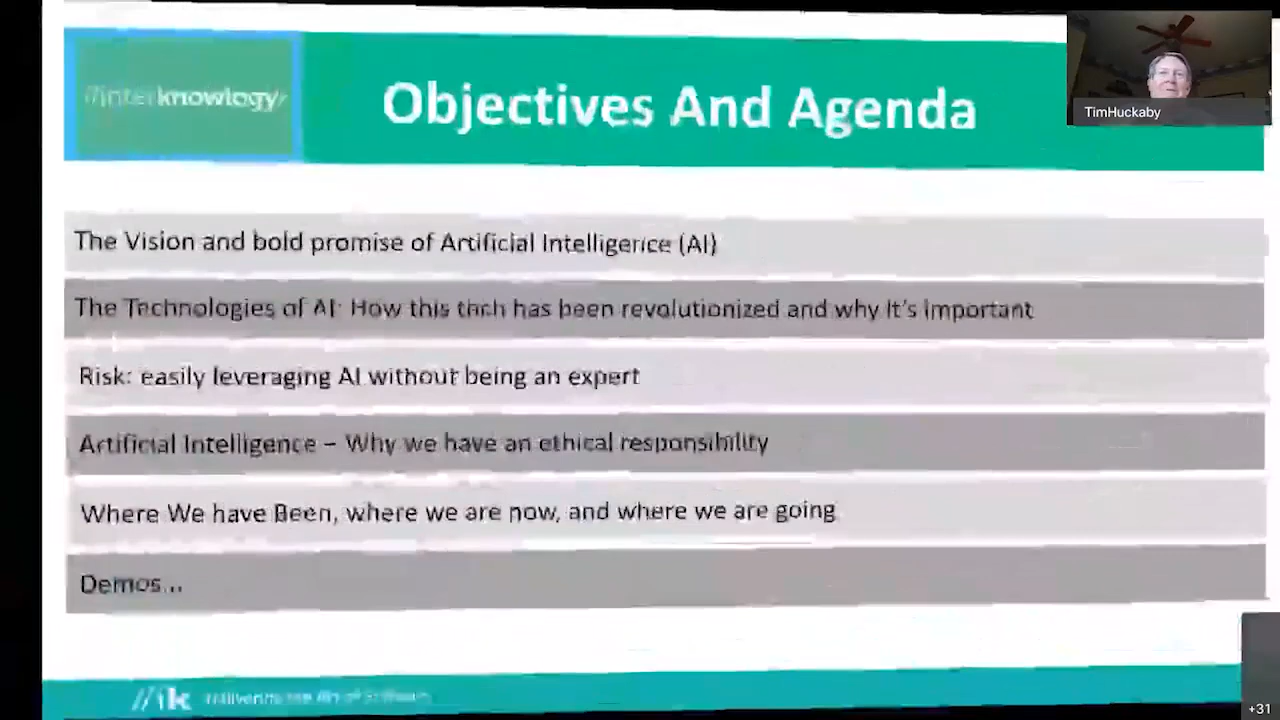 //interknowlogy/
Objectives And Agenda
TimHuckaby
The Vision and bold promise of Artificial Intelligence (AI)
The Technologies of AI: How this tech has been revolutionized and why it's important
Risk: easily leveraging AI without being an expert
Artificial Intelligence – Why we have an ethical responsibility
Where We have Been, where we are now, and where we are going
Demos...
//ik
+31